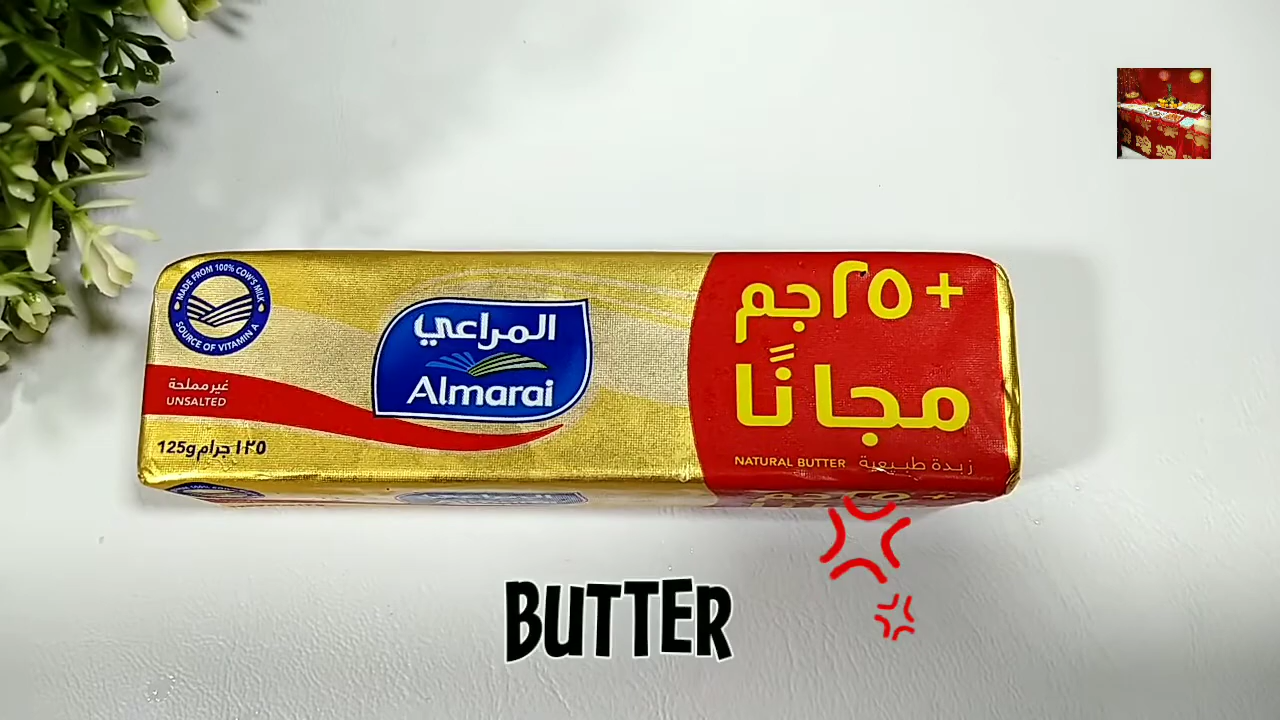 MADE FROM 100% COW'S MILK
SOURCE OF VITAMIN A
غير مملحة
UNSALTED
125g ١٢٥ جرام
المراعي
Almarai
+٢٥ جم
مجانًا
NATURAL BUTTER زبدة طبيعية
BUTTER